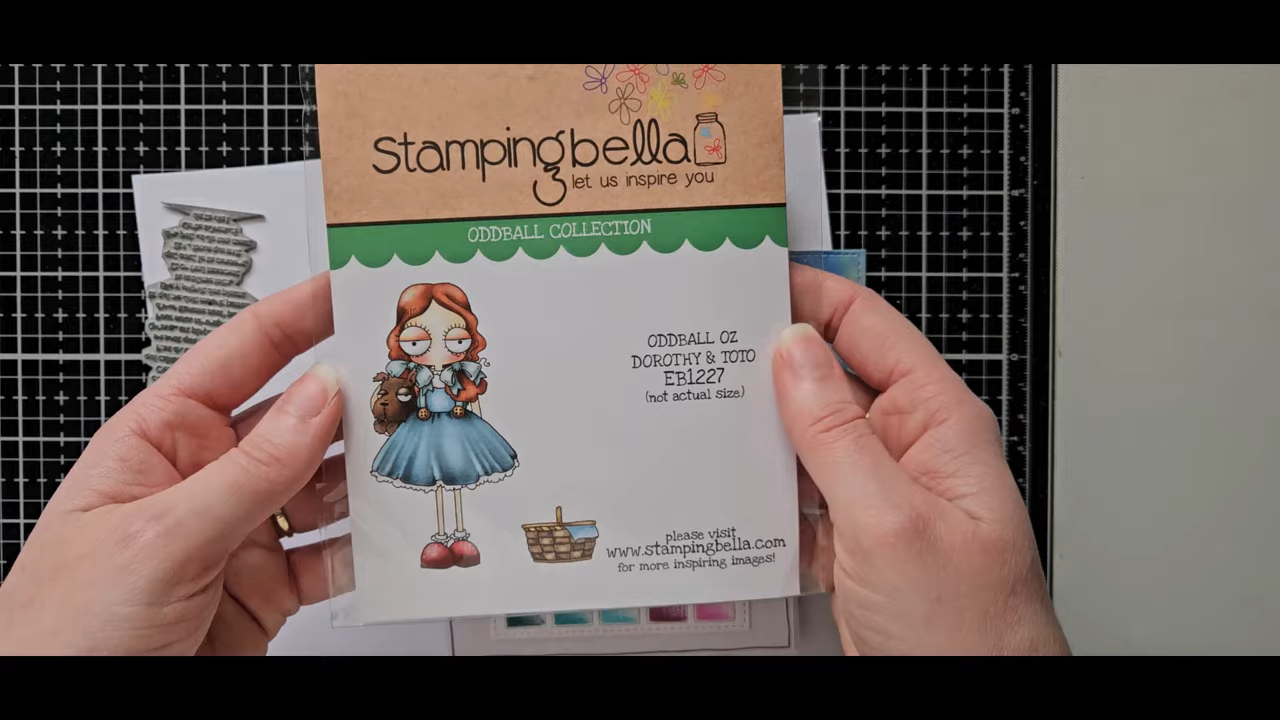 stampingbella
let us inspire you
ODDBALL COLLECTION
ODDBALL OZ
DOROTHY & TOTO
EB1227
(not actual size)
please visit
www.stampingbella.com
for more inspiring images!